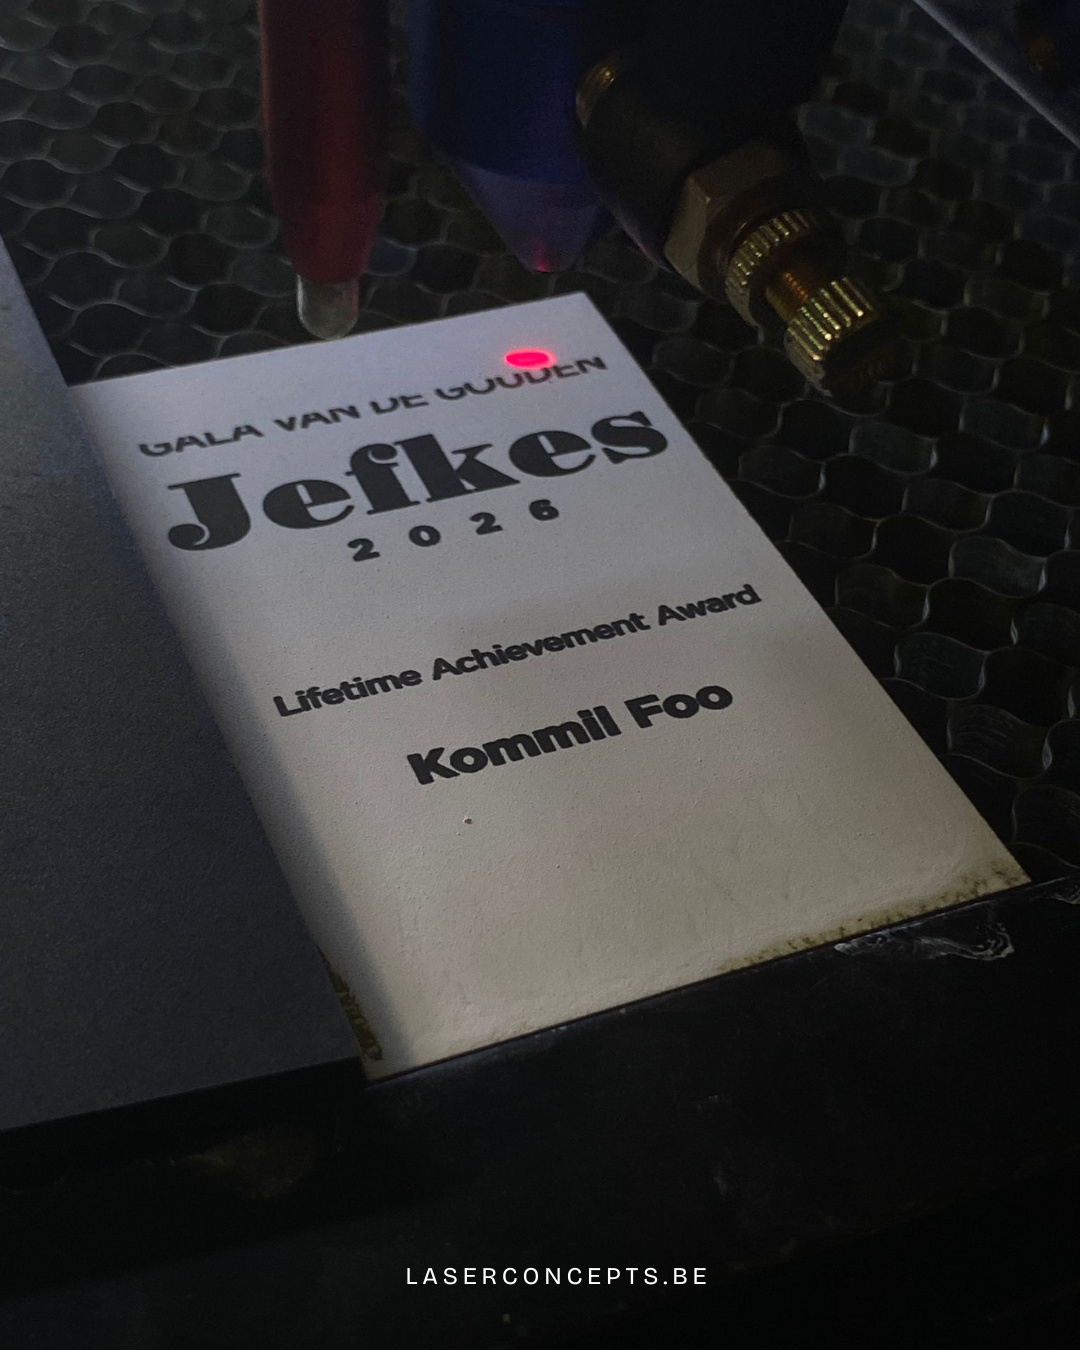 GALA VAN DE GOUDEN
Jefkes
2026
Lifetime Achievement Award
Kommil Foo
LASERCONCEPTS.BE